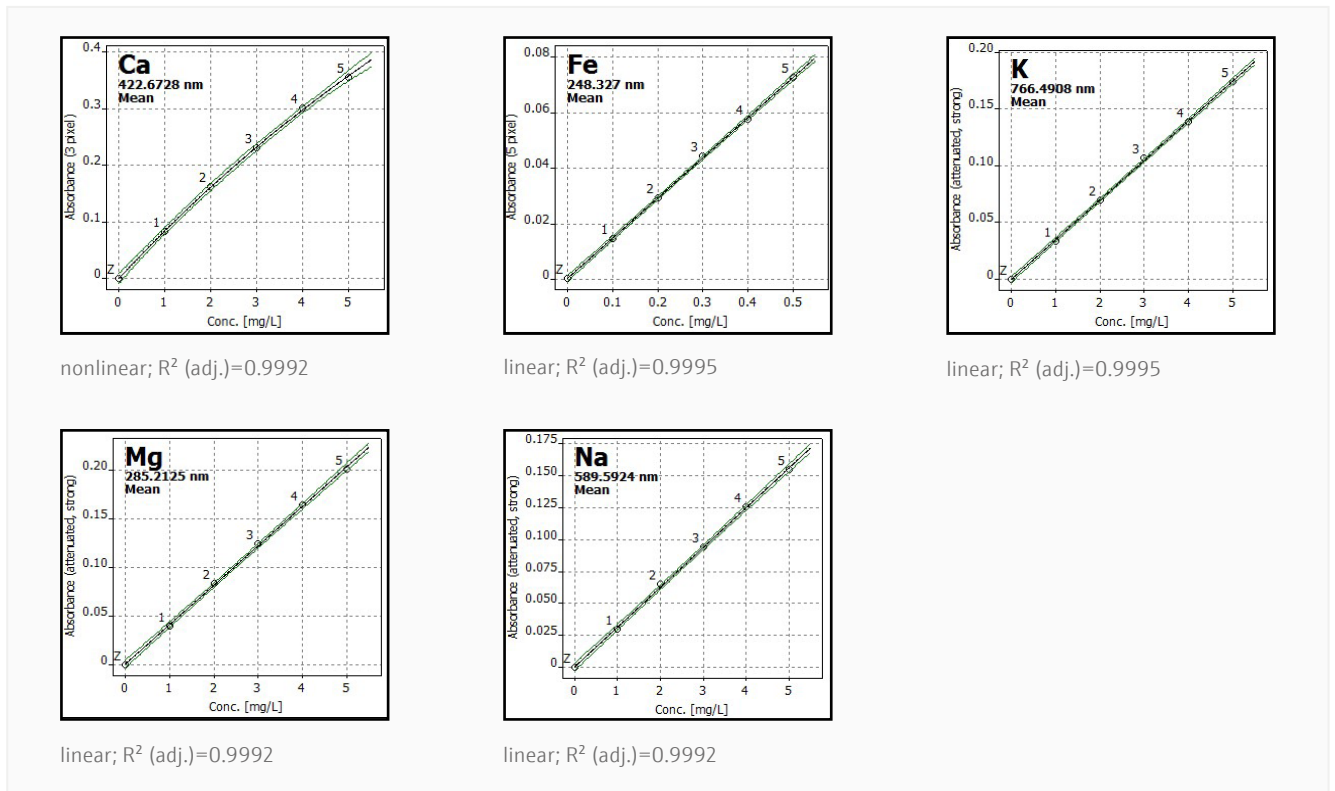 Ca
422.6728 nm
Mean
Absorbance (3 pixel)
0.4
0.3
0.2
0.1
0
Z
1
2
3
4
5
0 1 2 3 4 5
Conc. [mg/L]
nonlinear; R² (adj.)=0.9992
Fe
248.327 nm
Mean
Absorbance (5 pixel)
0.08
0.06
0.04
0.02
0
Z
1
2
3
4
5
0 0.1 0.2 0.3 0.4 0.5
Conc. [mg/L]
linear; R² (adj.)=0.9995
K
766.4908 nm
Mean
Absorbance (attenuated, strong)
0.20
0.15
0.10
0.05
0
Z
1
2
3
4
5
0 1 2 3 4 5
Conc. [mg/L]
linear; R² (adj.)=0.9995
Mg
285.2125 nm
Mean
Absorbance (attenuated, strong)
0.20
0.15
0.10
0.05
0
Z
1
2
3
4
5
0 1 2 3 4 5
Conc. [mg/L]
linear; R² (adj.)=0.9992
Na
589.5924 nm
Mean
Absorbance (attenuated, strong)
0.175
0.150
0.125
0.100
0.075
0.050
0.025
0
Z
1
2
3
4
5
0 1 2 3 4 5
Conc. [mg/L]
linear; R² (adj.)=0.9992